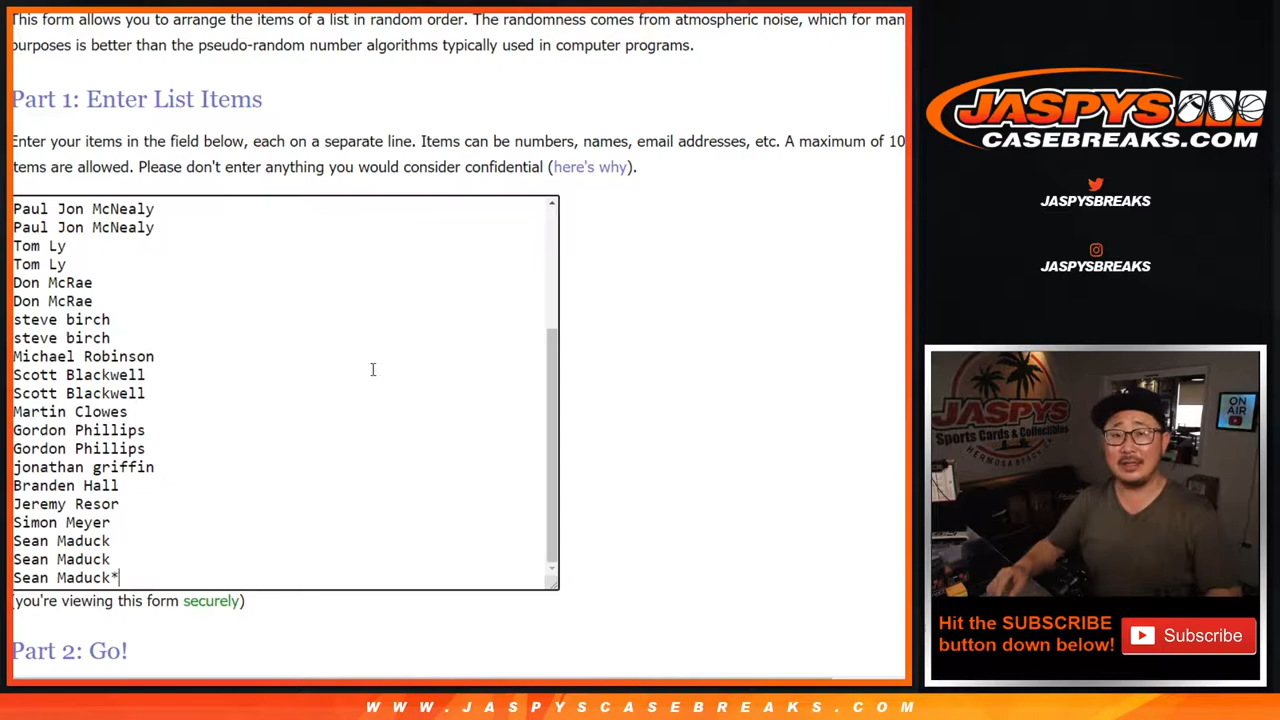 This form allows you to arrange the items of a list in random order. The randomness comes from atmospheric noise, which for man
purposes is better than the pseudo-random number algorithms typically used in computer programs.
Part 1: Enter List Items
Enter your items in the field below, each on a separate line. Items can be numbers, names, email addresses, etc. A maximum of 10
items are allowed. Please don't enter anything you would consider confidential (here's why).
Paul Jon McNealy
Paul Jon McNealy
Tom Ly
Tom Ly
Don McRae
Don McRae
steve birch
steve birch
Michael Robinson
Scott Blackwell
Scott Blackwell
Martin Clowes
Gordon Phillips
Gordon Phillips
jonathan griffin
Branden Hall
Jeremy Resor
Simon Meyer
Sean Maduck
Sean Maduck
Sean Maduck*
(you're viewing this form securely)
Part 2: Go!
JASPYS
CASEBREAKS.COM
JASPYSBREAKS
JASPYSBREAKS
JASPYS
Sports Cards & Collectibles
HERMOSA BEACH
ON
AIR
Hit the SUBSCRIBE
button down below!
Subscribe
WWW.JASPYSCASEBREAKS.COM